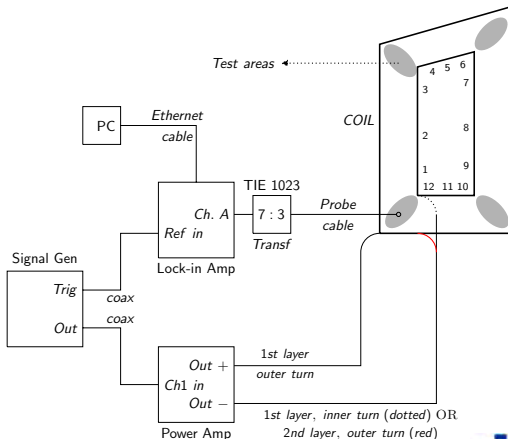 Test areas
4 5 6
3 7
COIL
2 8
1 9
12 11 10
PC
Ethernet
cable
TIE 1023
Ch. A
7 : 3
Probe
cable
Ref in
Transf
Lock-in Amp
Signal Gen
Trig
coax
coax
Out
Out +
1st layer
outer turn
Ch1 in
Out −
Power Amp
1st layer, inner turn (dotted) OR
2nd layer, outer turn (red)